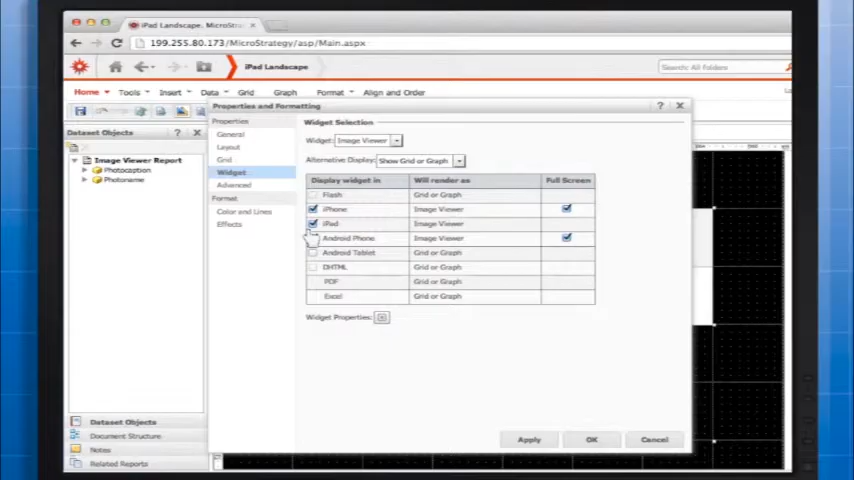 iPad Landscape. MicroStra
199.255.80.173/MicroStrategy/asp/Main.aspx
iPad Landscape
Search: All folders
Home Tools Insert Data Grid Graph Format Align and Order
Properties and Formatting ?
Dataset Objects ?
Image Viewer Report
Photocaption
Photoname
Properties
General
Layout
Grid
Widget
Advanced
Format
Color and Lines
Effects
Widget Selection
Widget: Image Viewer
Alternative Display: Show Grid or Graph
Display widget in Will render as Full Screen
Flash Grid or Graph
iPhone Image Viewer
iPad Image Viewer
Android Phone Image Viewer
Android Tablet Grid or Graph
DHTML Grid or Graph
PDF Grid or Graph
Excel Grid or Graph
Widget Properties:
Apply OK Cancel
Dataset Objects
Document Structure
Notes
Related Reports